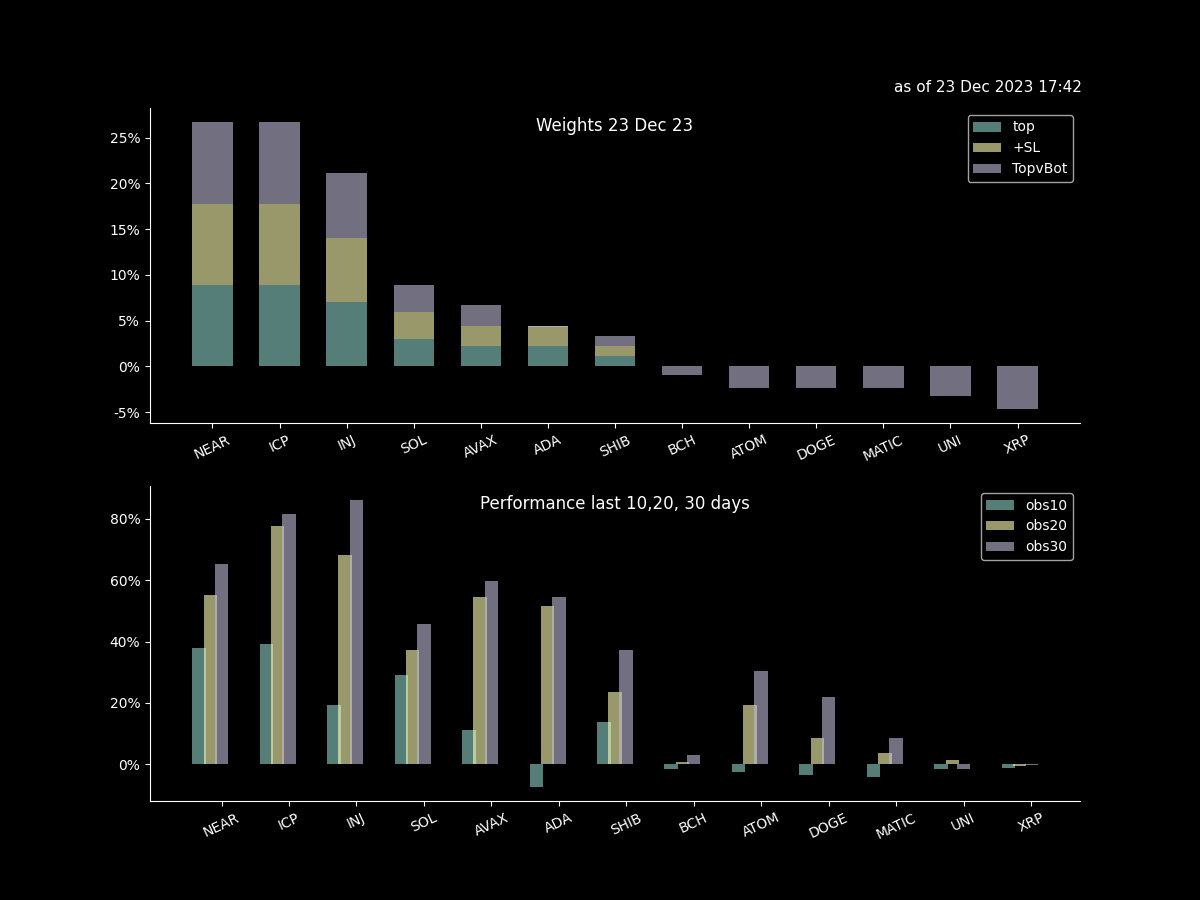 as of 23 Dec 2023 17:42
Weights 23 Dec 23
top
+SL
TopvBot
25%
20%
15%
10%
5%
0%
-5%
NEAR ICP INJ SOL AVAX ADA SHIB BCH ATOM DOGE MATIC UNI XRP
Performance last 10,20, 30 days
obs10
obs20
obs30
80%
60%
40%
20%
0%
NEAR ICP INJ SOL AVAX ADA SHIB BCH ATOM DOGE MATIC UNI XRP